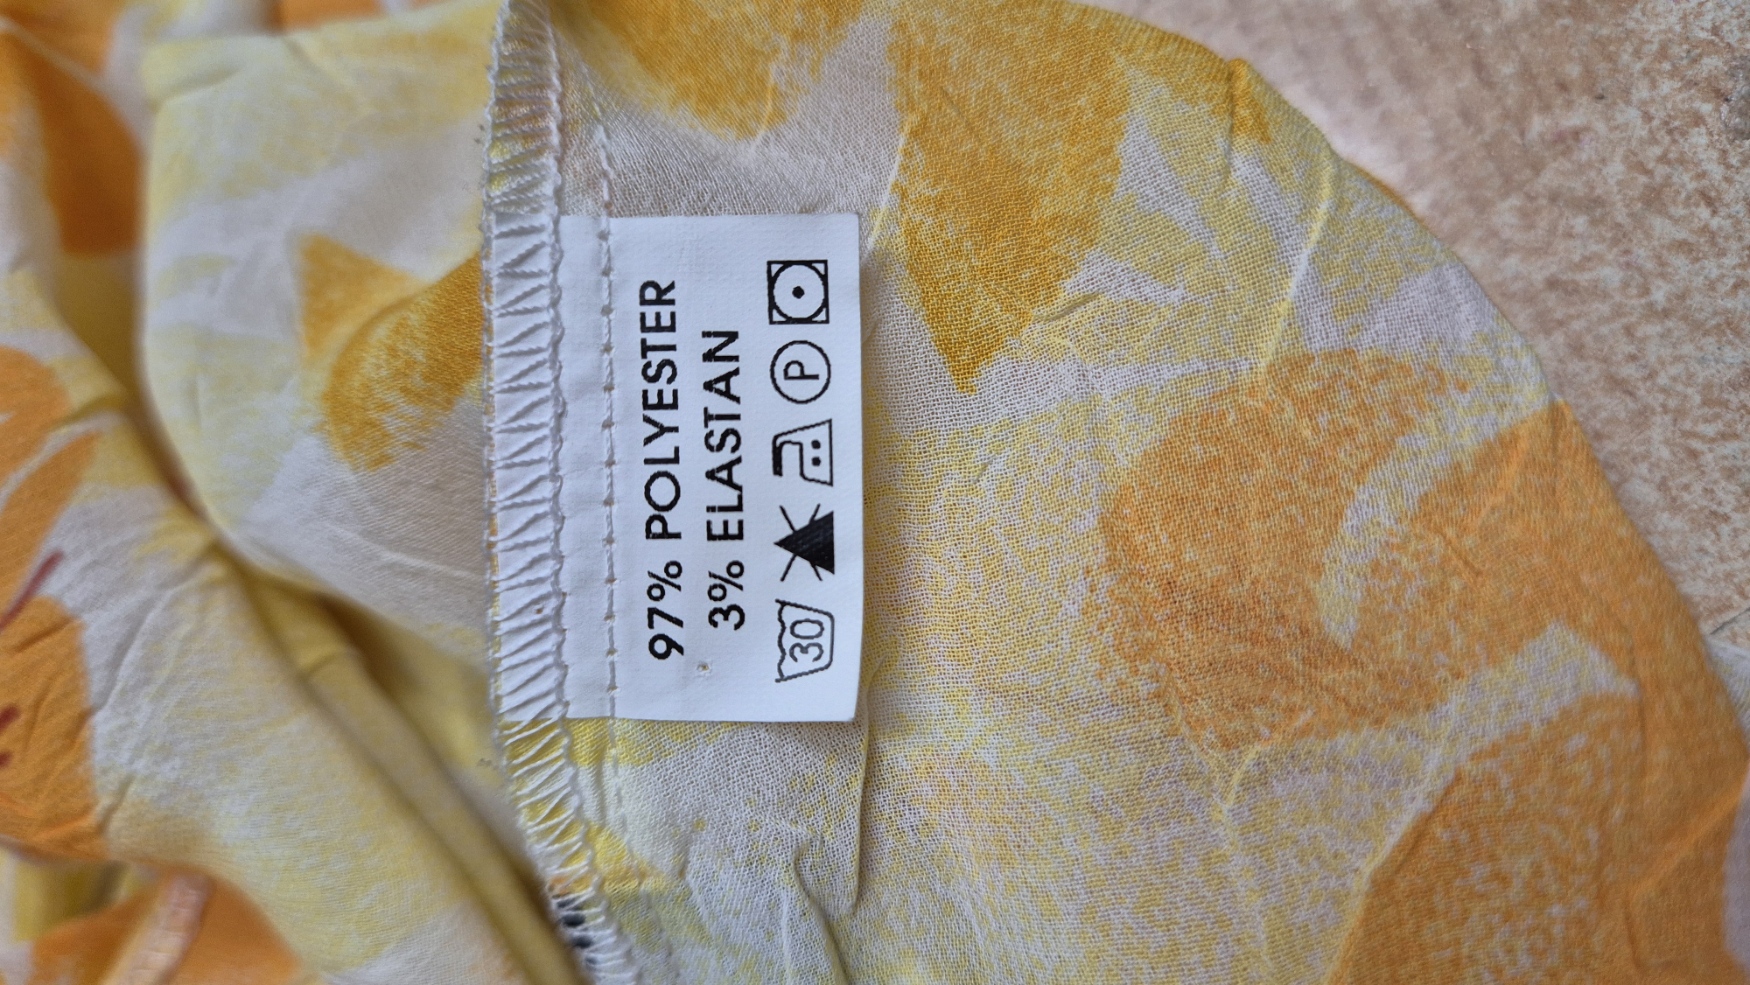 97% POLYESTER
3% ELASTAN
30 P